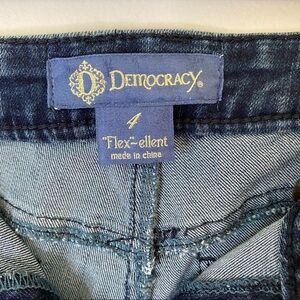 D DEMOCRACY®
4
"Flex"-ellent
made in china